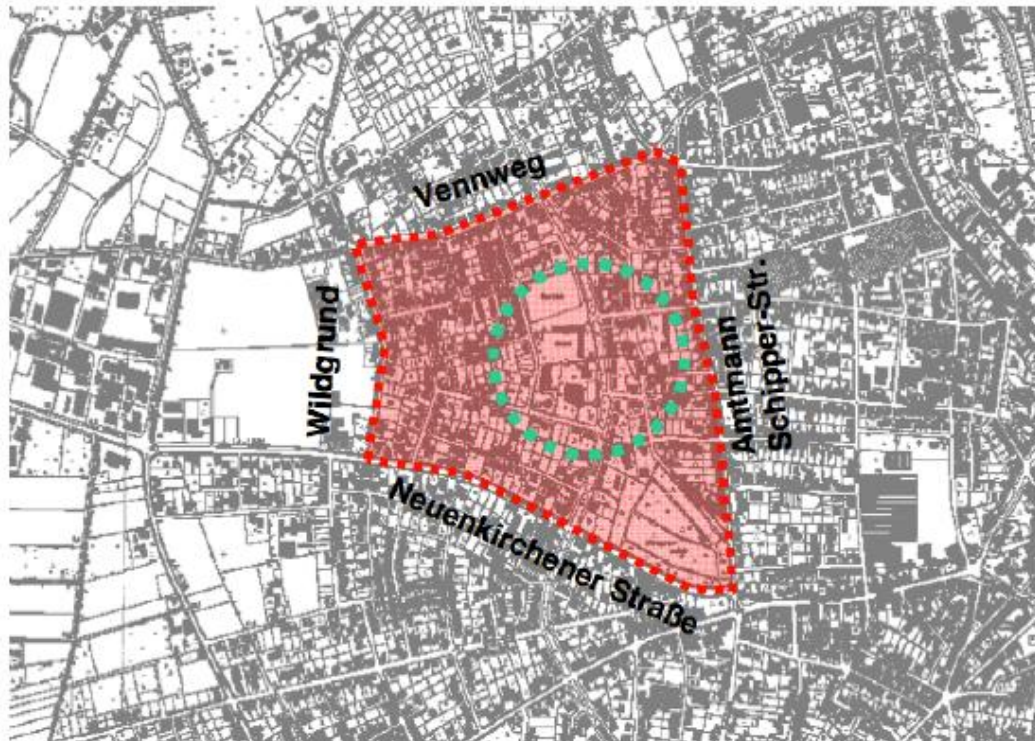 Vennweg
Wildgrund
Amtmann
Schipper-Str.
Neuenkirchener Straße